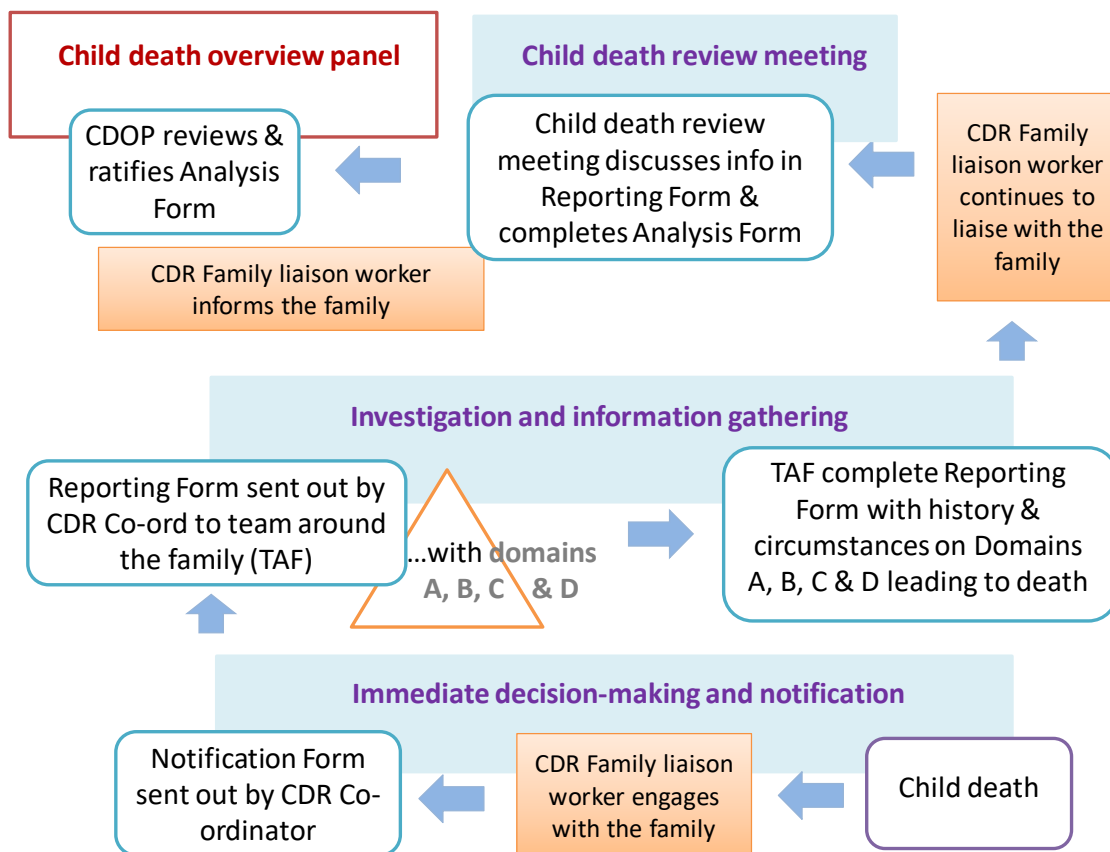 Child death overview panel
CDOP reviews &
ratifies Analysis
Form
Child death review meeting
Child death review
meeting discusses info in
Reporting Form &
completes Analysis Form
CDR Family
liaison worker
continues to
liaise with the
family
CDR Family liaison worker
informs the family
Investigation and information gathering
Reporting Form sent out by
CDR Co-ord to team around
the family (TAF)
...with domains
A, B, C & D
TAF complete Reporting
Form with history &
circumstances on Domains
A, B, C & D leading to death
Immediate decision-making and notification
Notification Form
sent out by CDR Co-
ordinator
CDR Family liaison
worker engages
with the family
Child death